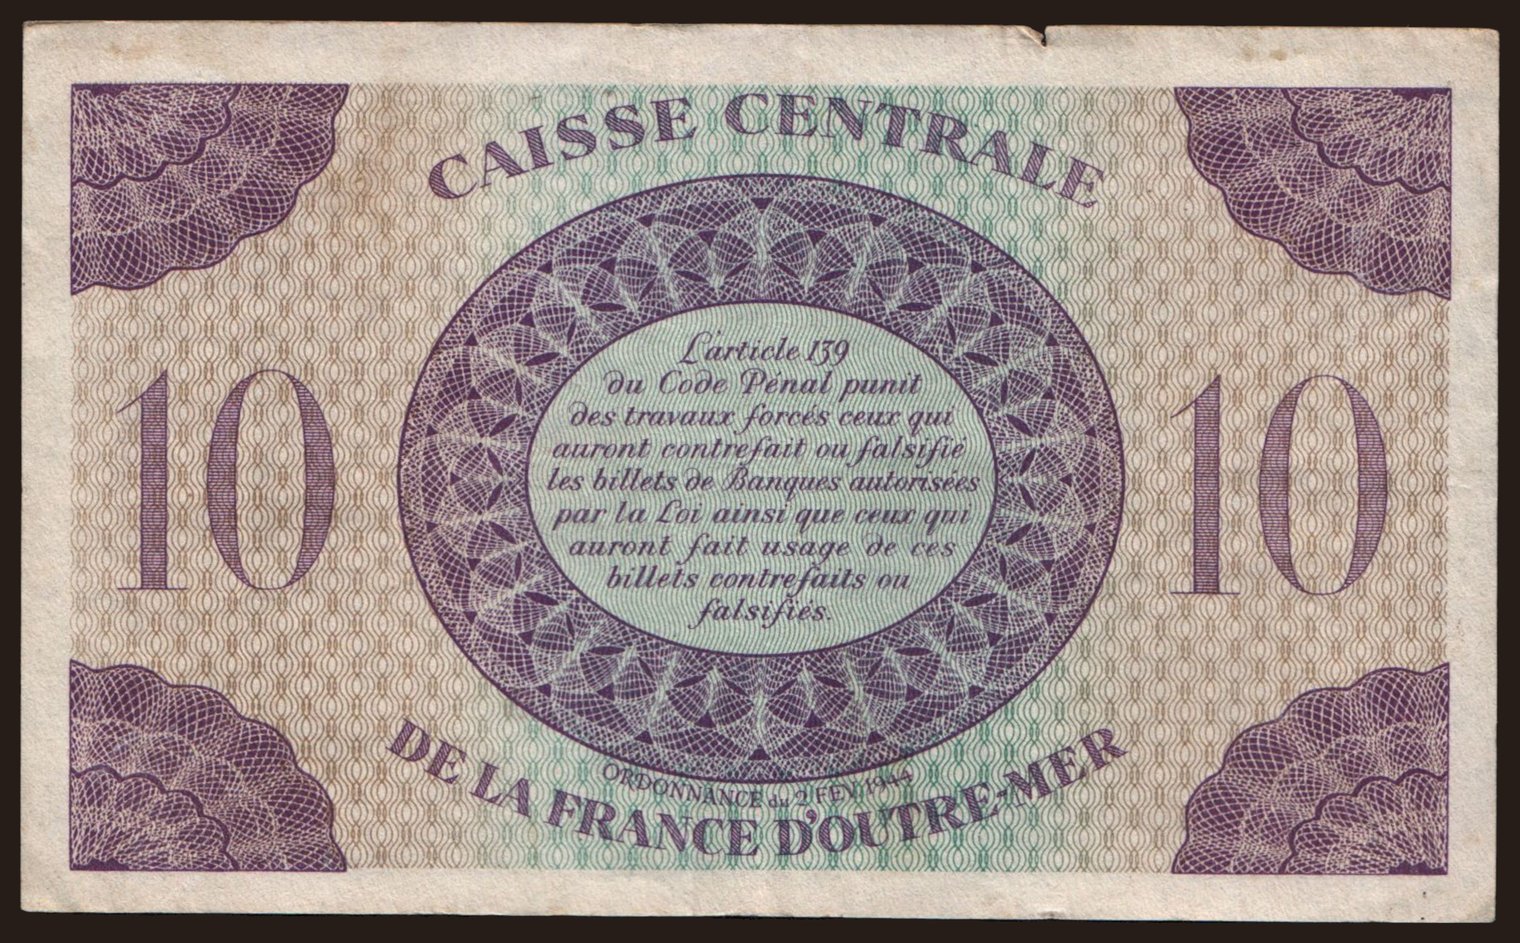 CAISSE CENTRALE
10
L'article 139
du Code Pénal punit
des travaux forcés ceux qui
auront contrefait ou falsifié
les billets de Banques autorisées
par la Loi ainsi que ceux qui
auront fait usage de ces
billets contrefaits ou
falsifiés.
10
ORDONNANCE du 2 FEV. 1944
DE LA FRANCE D'OUTRE-MER